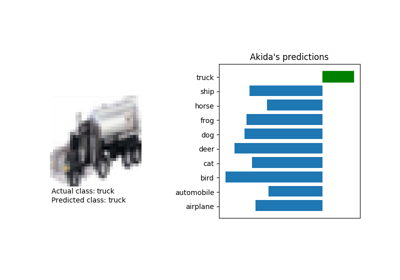 Akida's predictions
truck
ship
horse
frog
dog
deer
cat
bird
automobile
airplane
Actual class: truck
Predicted class: truck